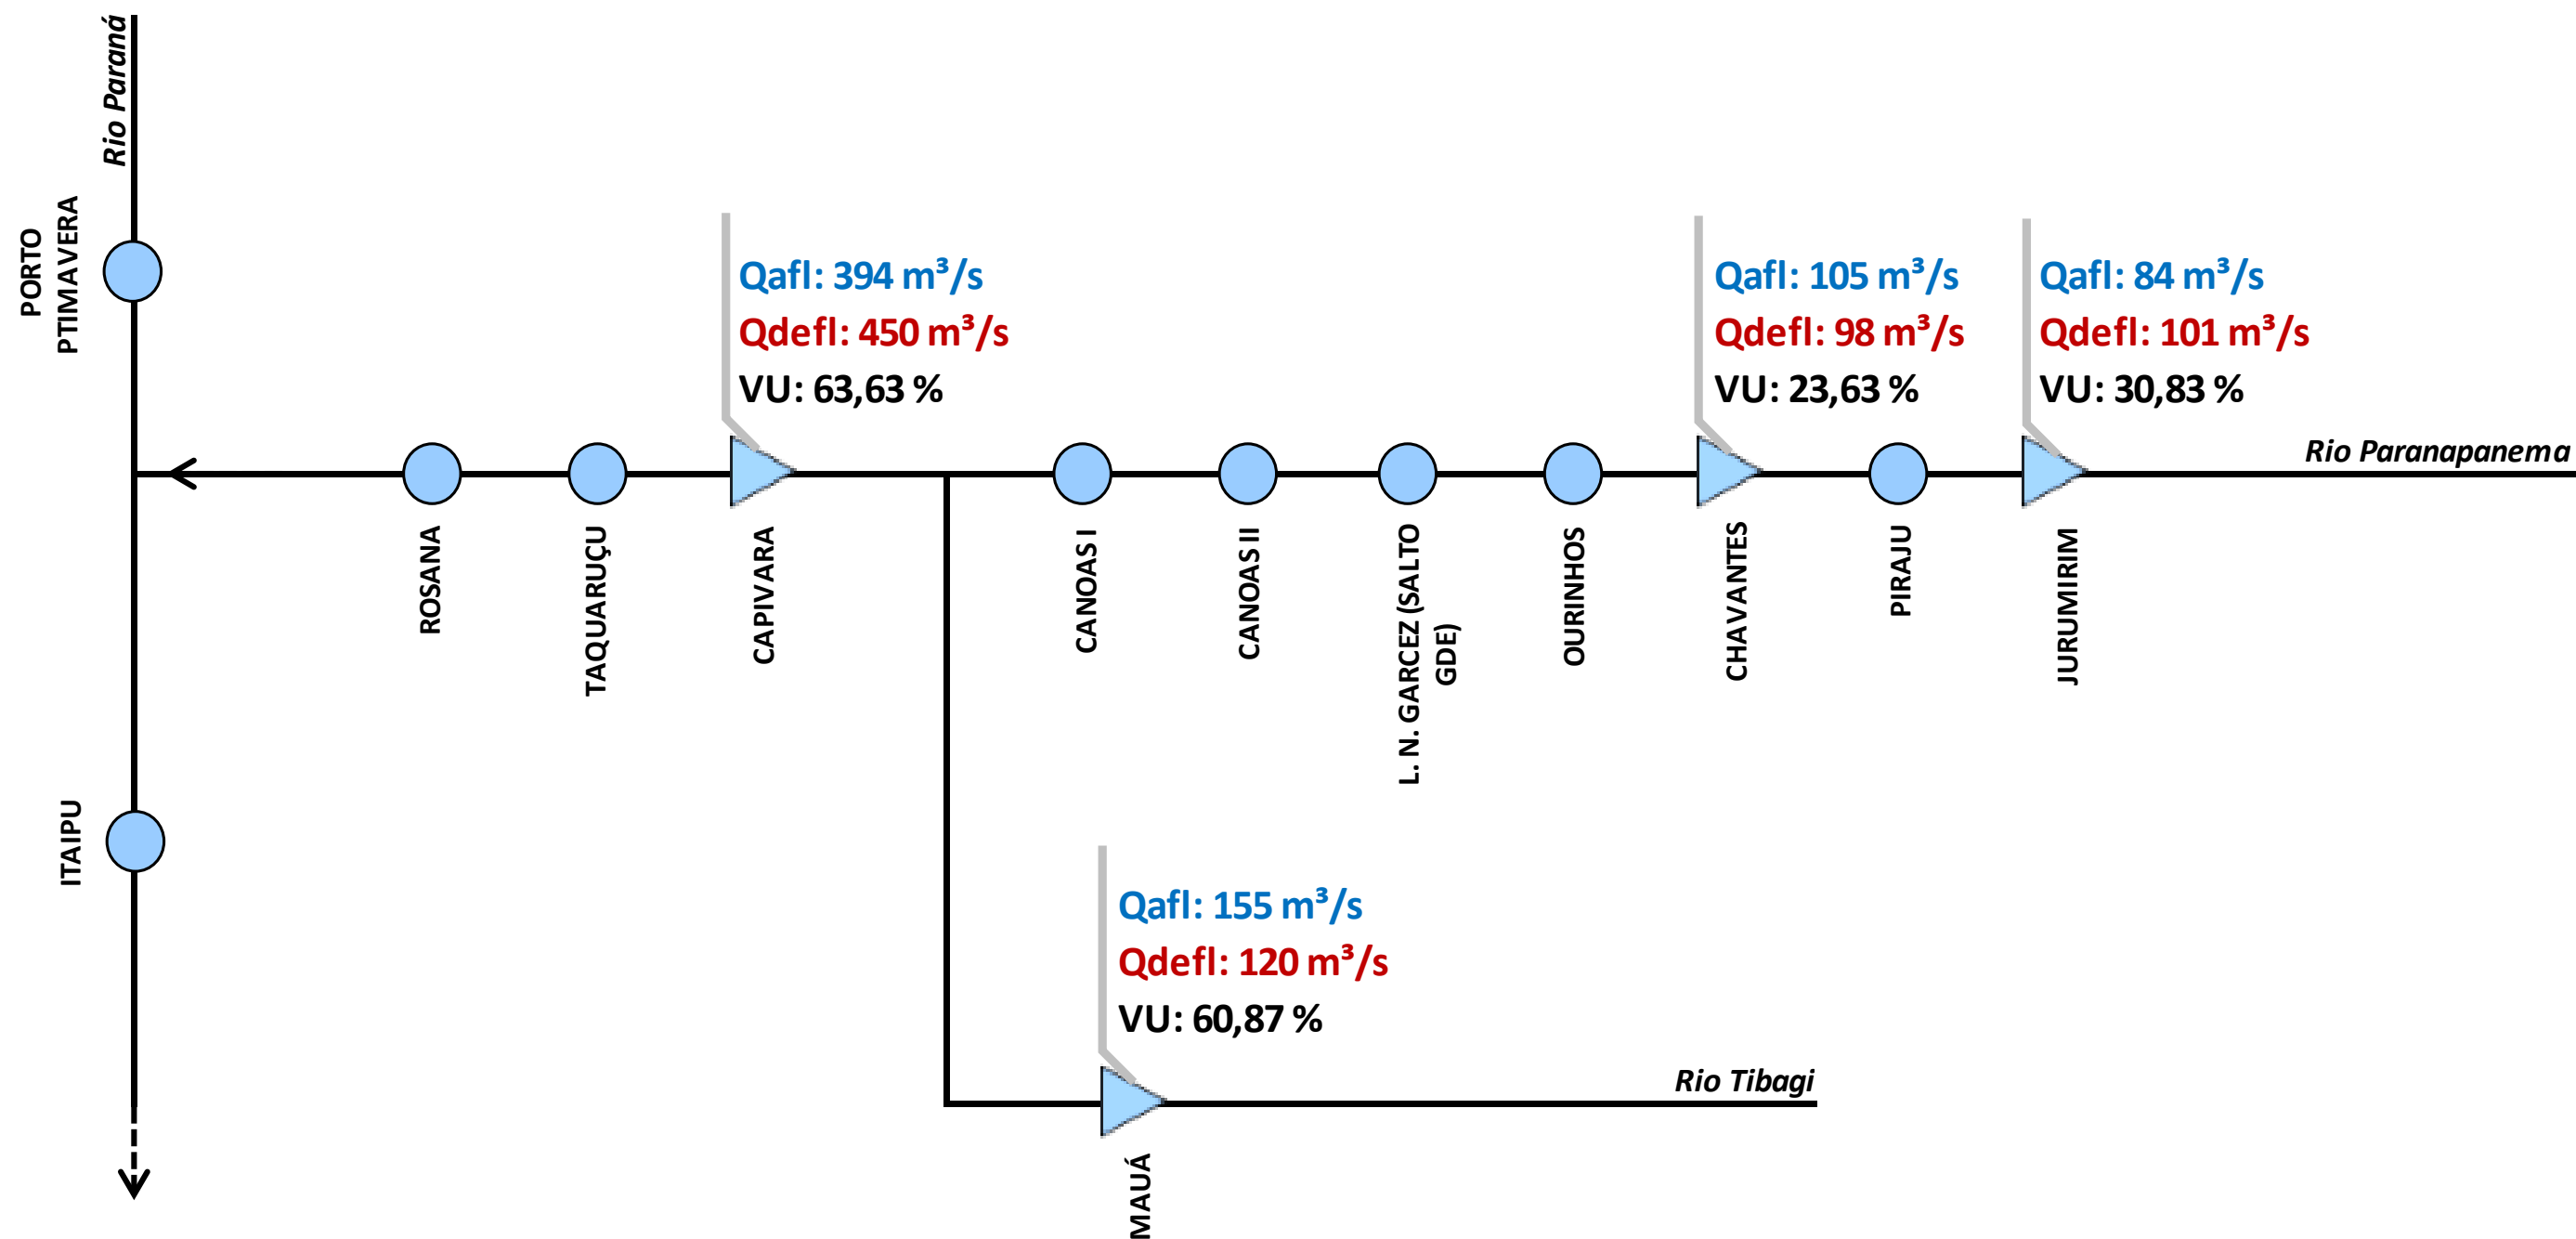 Rio Paraná
PORTO
PTIMAVERA
Qafl: 394 m³/s
Qdefl: 450 m³/s
VU: 63,63 %
Qafl: 105 m³/s
Qdefl: 98 m³/s
VU: 23,63 %
Qafl: 84 m³/s
Qdefl: 101 m³/s
VU: 30,83 %
Rio Paranapanema
ROSANA
TAQUARUÇU
CAPIVARA
CANOAS I
CANOAS II
L. N. GARCEZ (SALTO
GDE)
OURINHOS
CHAVANTES
PIRAJU
JURUMIRIM
ITAIPU
Qafl: 155 m³/s
Qdefl: 120 m³/s
VU: 60,87 %
Rio Tibagi
MAUÁ